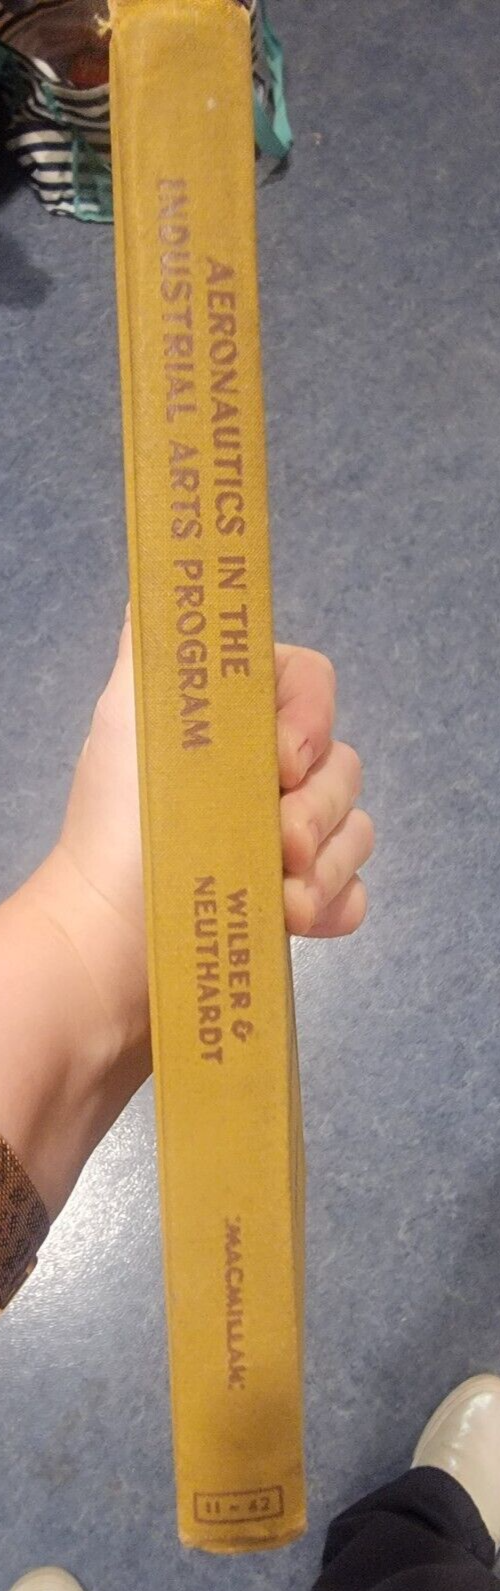 AERONAUTICS IN THE
INDUSTRIAL ARTS PROGRAM
WILBER &
NEUTHARDT
:MACMILLAN:
11 - 42